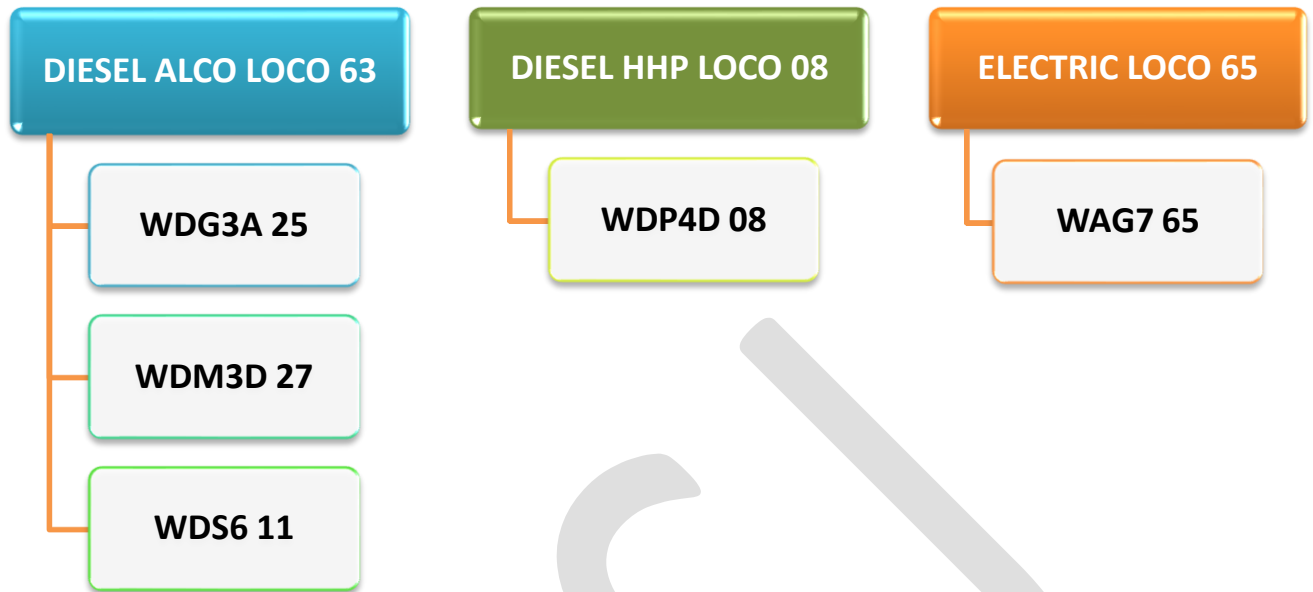 DIESEL ALCO LOCO 63
WDG3A 25
WDM3D 27
WDS6 11
DIESEL HHP LOCO 08
WDP4D 08
ELECTRIC LOCO 65
WAG7 65